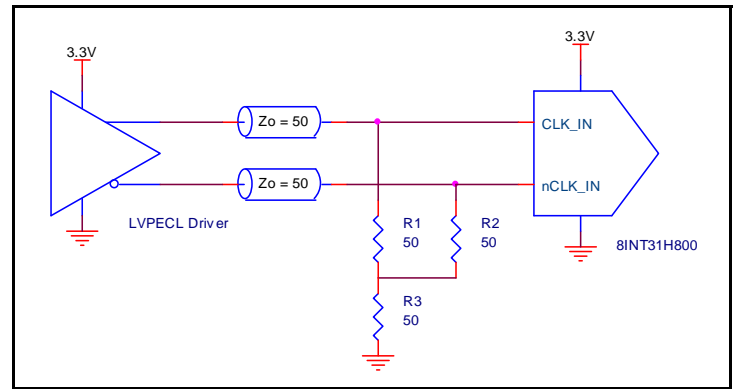 3.3V
3.3V
Zo = 50
CLK_IN
Zo = 50
nCLK_IN
LVPECL Driver
R1
50
R2
50
8INT31H800
R3
50